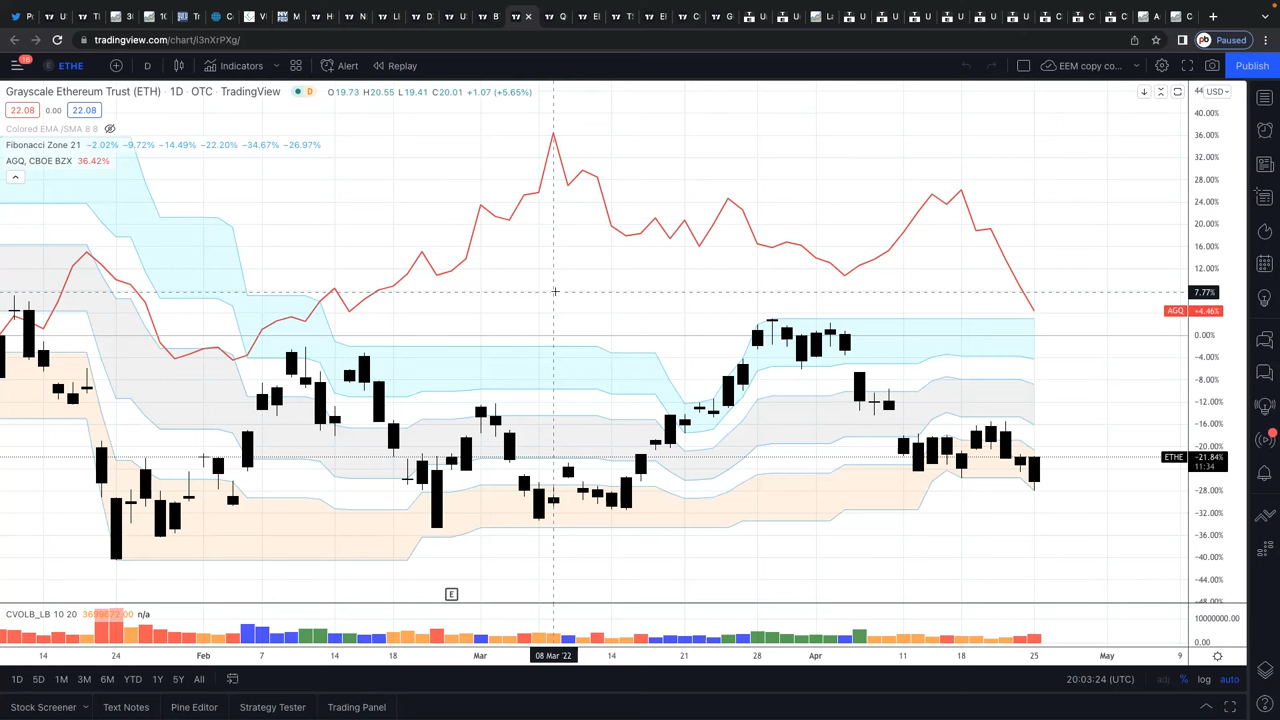 tradingview.com/chart/i3nXrPXg/
Paused
16
ETHE
D
Indicators
Alert
Replay
EEM copy co...
Publish
Grayscale Ethereum Trust (ETH) · 1D · OTC · TradingView
D
O19.73 H20.55 L19.41 C20.01 +1.07 (+5.65%)
USD
22.08
0.00
22.08
Colored EMA /SMA 8 8
Fibonacci Zone 21 −2.02% −9.72% −14.49% −22.20% −34.67% −26.97%
AGQ, CBOE BZX 36.42%
40.00%
36.00%
32.00%
28.00%
24.00%
20.00%
16.00%
12.00%
7.77%
AGQ +4.46%
0.00%
−4.00%
−8.00%
−12.00%
−16.00%
−20.00%
ETHE −21.84%
11:34
−28.00%
−32.00%
−36.00%
−40.00%
−44.00%
−48.00%
E
CVOLB_LB 10 20 n/a
10000000.00
0.00
14 24 Feb 7 14 18 Mar 08 Mar '22 14 21 28 Apr 11 18 25 May 9
1D 5D 1M 3M 6M YTD 1Y 5Y All
20:03:24 (UTC)
adj % log auto
Stock Screener
Text Notes
Pine Editor
Strategy Tester
Trading Panel